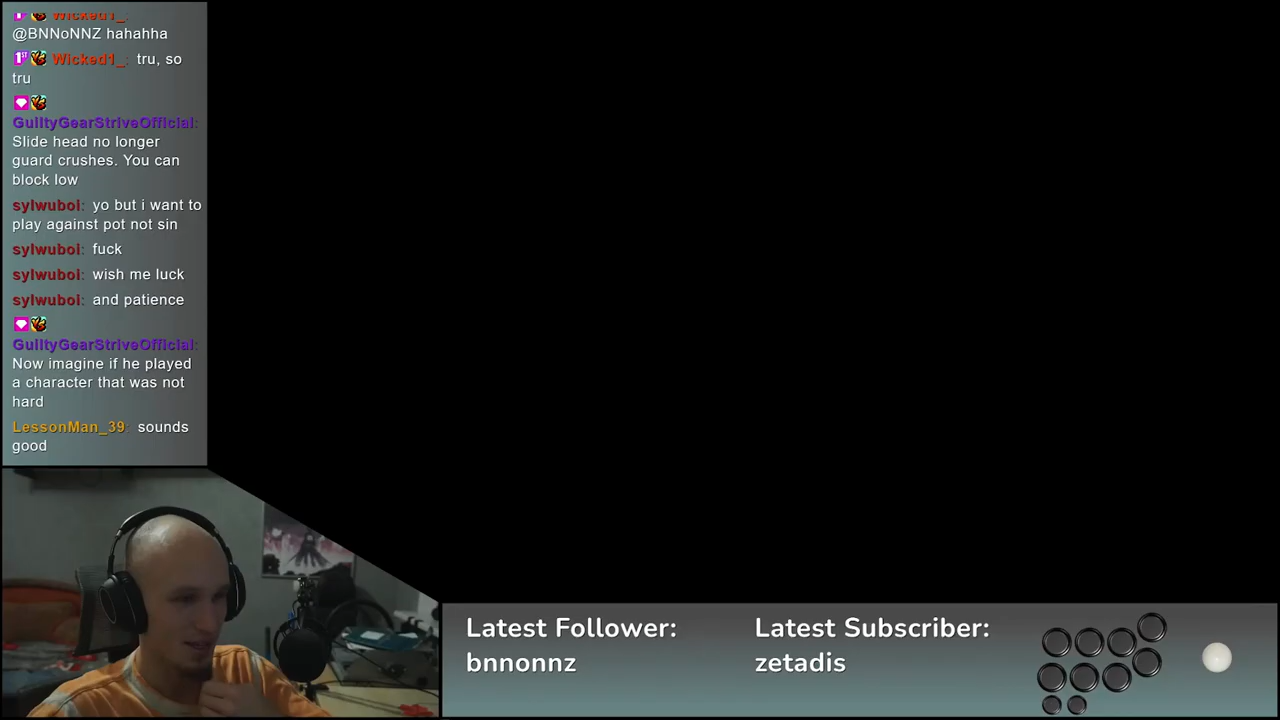 Wicked1_:
@BNNoNNZ hahahha
Wicked1_: tru, so
tru
GuiltyGearStriveOfficial:
Slide head no longer
guard crushes. You can
block low
sylwuboi: yo but i want to
play against pot not sin
sylwuboi: fuck
sylwuboi: wish me luck
sylwuboi: and patience
GuiltyGearStriveOfficial:
Now imagine if he played
a character that was not
hard
LessonMan_39: sounds
good
Latest Follower:
bnnonnz
Latest Subscriber:
zetadis